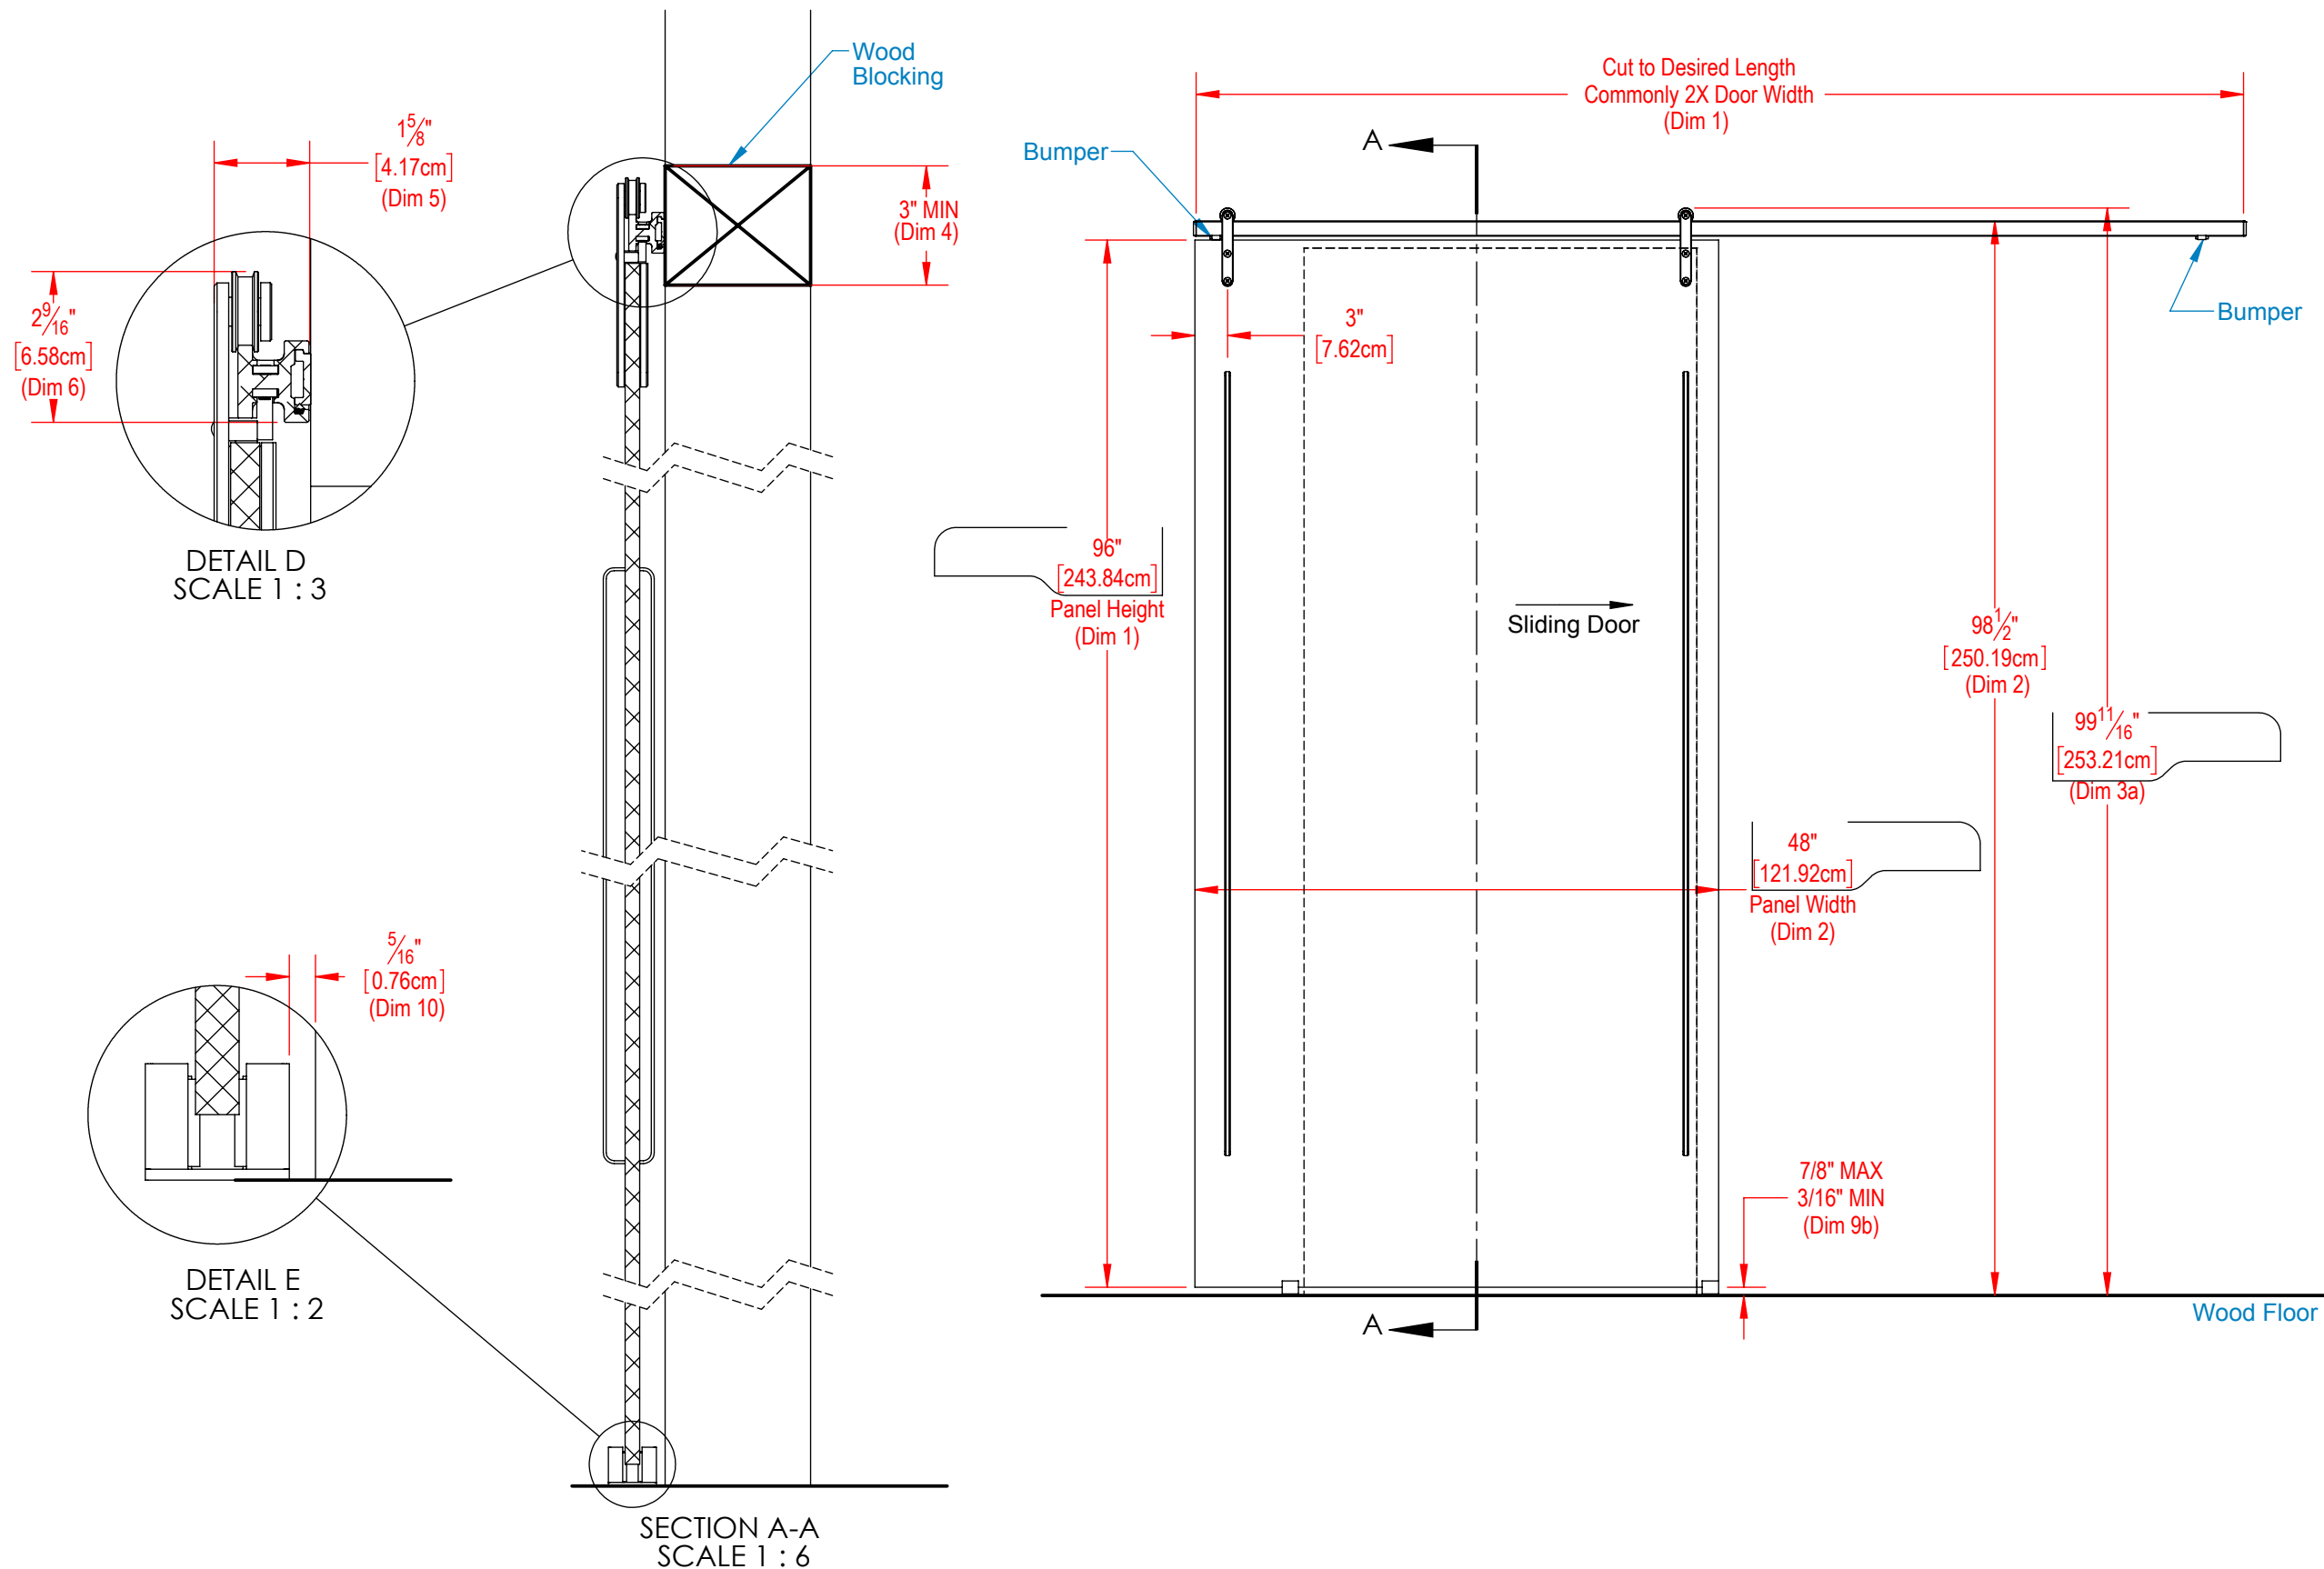 Wood
Blocking
1 5/8"
[4.17cm]
(Dim 5)
3" MIN
(Dim 4)
2 9/16"
[6.58cm]
(Dim 6)
DETAIL D
SCALE 1 : 3
5/16"
[0.76cm]
(Dim 10)
DETAIL E
SCALE 1 : 2
SECTION A-A
SCALE 1 : 6
Cut to Desired Length
Commonly 2X Door Width
(Dim 1)
A
Bumper
Bumper
3"
[7.62cm]
96"
[243.84cm]
Panel Height
(Dim 1)
Sliding Door
98 1/2"
[250.19cm]
(Dim 2)
99 11/16"
[253.21cm]
(Dim 3a)
48"
[121.92cm]
Panel Width
(Dim 2)
7/8" MAX
3/16" MIN
(Dim 9b)
A
Wood Floor